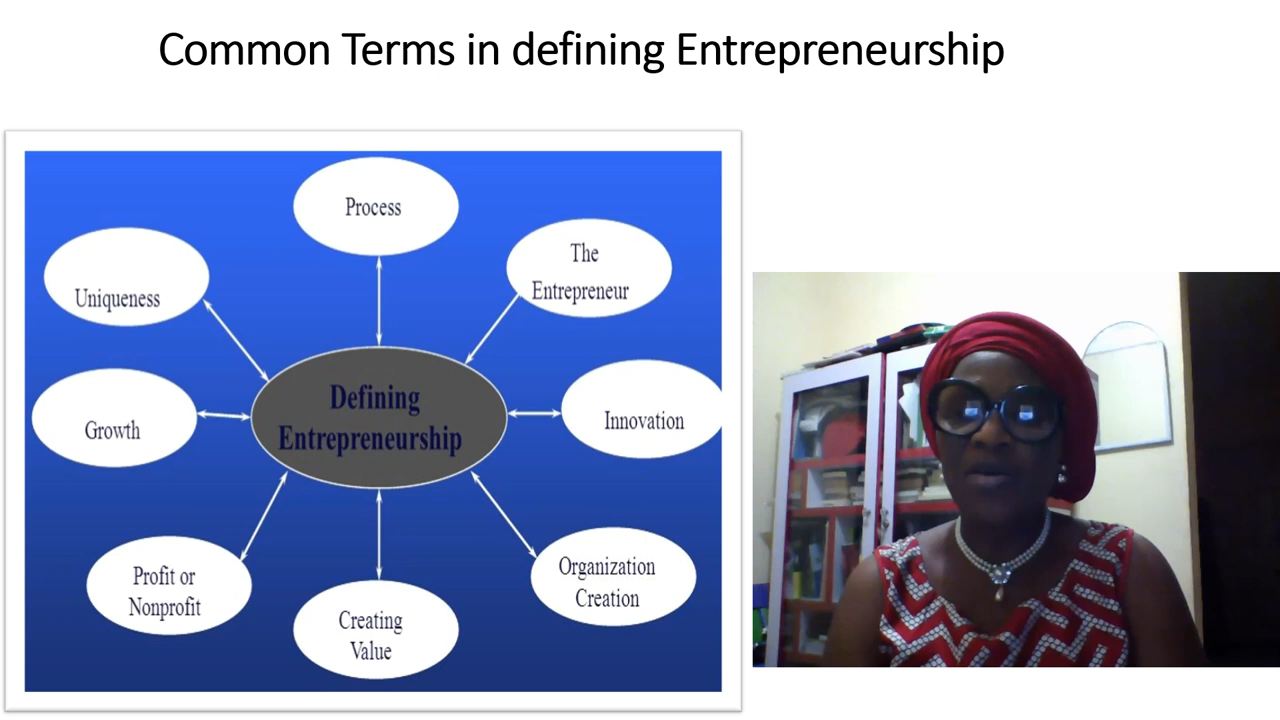 Common Terms in defining Entrepreneurship
Process
The
Entrepreneur
Uniqueness
Defining
Entrepreneurship
Growth
Innovation
Profit or
Nonprofit
Creating
Value
Organization
Creation